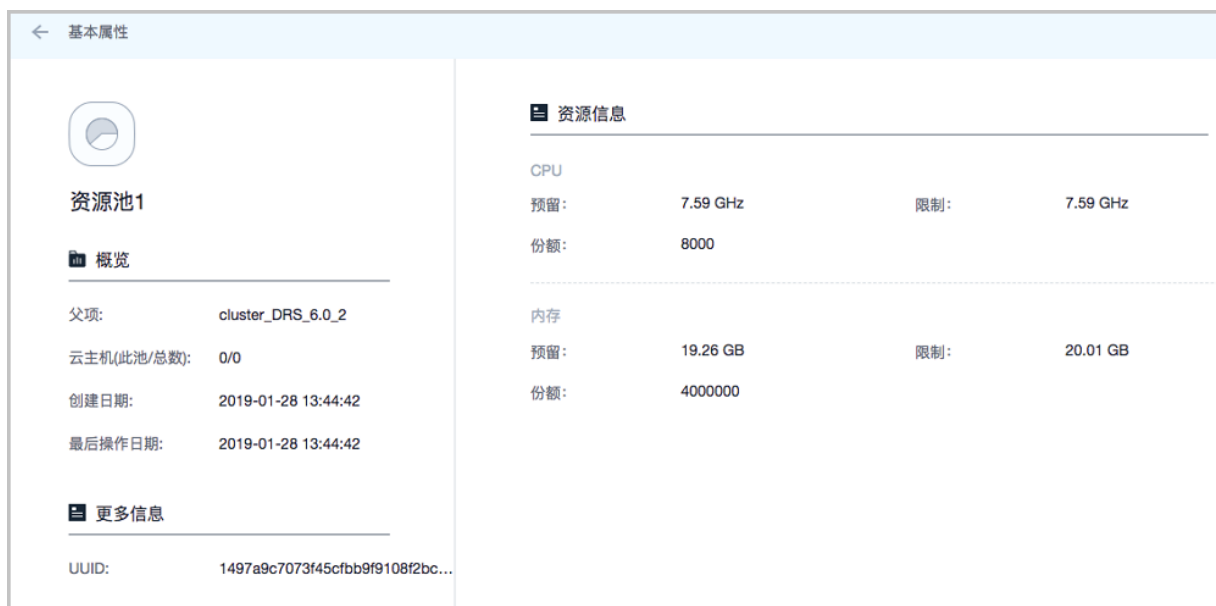 基本属性
资源池1
概览
父项: cluster_DRS_6.0_2
云主机(此池/总数): 0/0
创建日期: 2019-01-28 13:44:42
最后操作日期: 2019-01-28 13:44:42
更多信息
UUID: 1497a9c7073f45cfbb9f9108f2bc...
资源信息
CPU
预留: 7.59 GHz 限制: 7.59 GHz
份额: 8000
内存
预留: 19.26 GB 限制: 20.01 GB
份额: 4000000